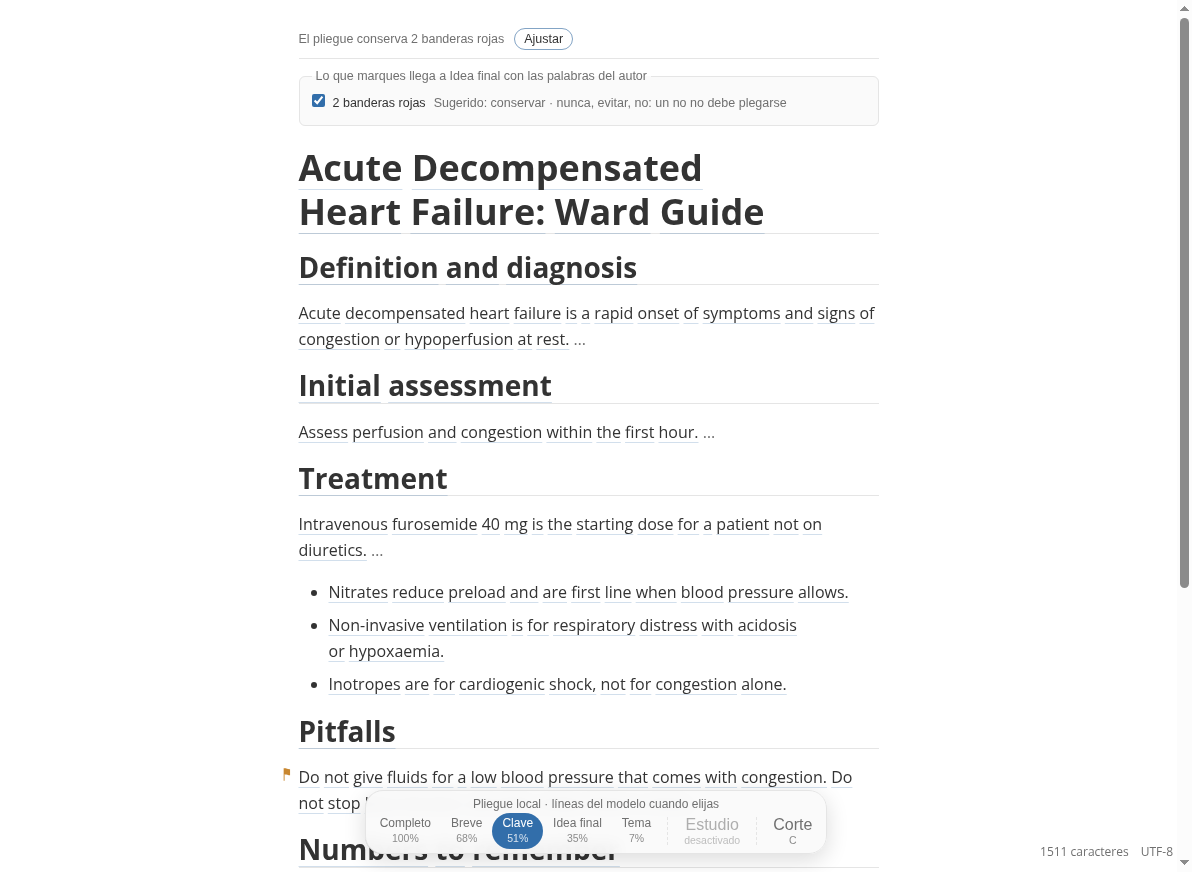 El pliegue conserva 2 banderas rojas Ajustar
Lo que marques llega a Idea final con las palabras del autor
2 banderas rojas Sugerido: conservar · nunca, evitar, no: un no no debe plegarse
Acute Decompensated
Heart Failure: Ward Guide
Definition and diagnosis
Acute decompensated heart failure is a rapid onset of symptoms and signs of
congestion or hypoperfusion at rest. ...
Initial assessment
Assess perfusion and congestion within the first hour. ...
Treatment
Intravenous furosemide 40 mg is the starting dose for a patient not on
diuretics. ...
Nitrates reduce preload and are first line when blood pressure allows.
Non-invasive ventilation is for respiratory distress with acidosis
or hypoxaemia.
Inotropes are for cardiogenic shock, not for congestion alone.
Pitfalls
Do not give fluids for a low blood pressure that comes with congestion. Do
not stop
Pliegue local · líneas del modelo cuando elijas
Completo Breve Clave Idea final Tema Estudio Corte
100% 68% 51% 35% 7% desactivado C
Numbers to remember
1511 caracteres UTF-8